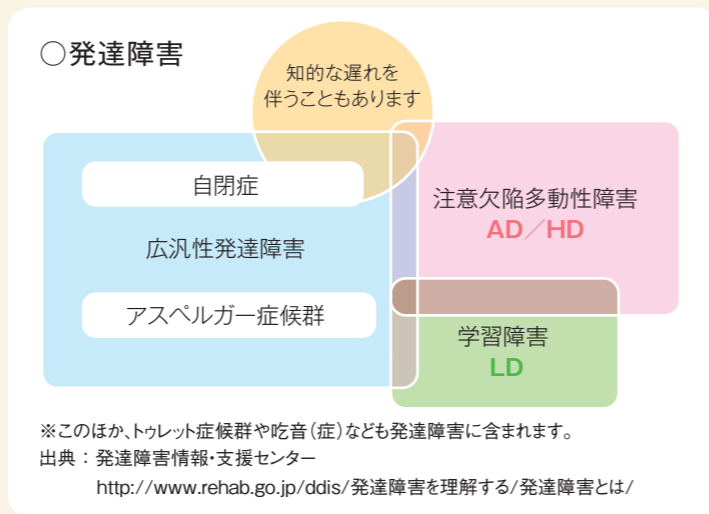 ○発達障害
知的な遅れを
伴うこともあります
自閉症
広汎性発達障害
アスペルガー症候群
注意欠陥多動性障害
AD/HD
学習障害
LD
※このほか、トゥレット症候群や吃音(症)なども発達障害に含まれます。
出典:発達障害情報・支援センター
http://www.rehab.go.jp/ddis/発達障害を理解する/発達障害とは/